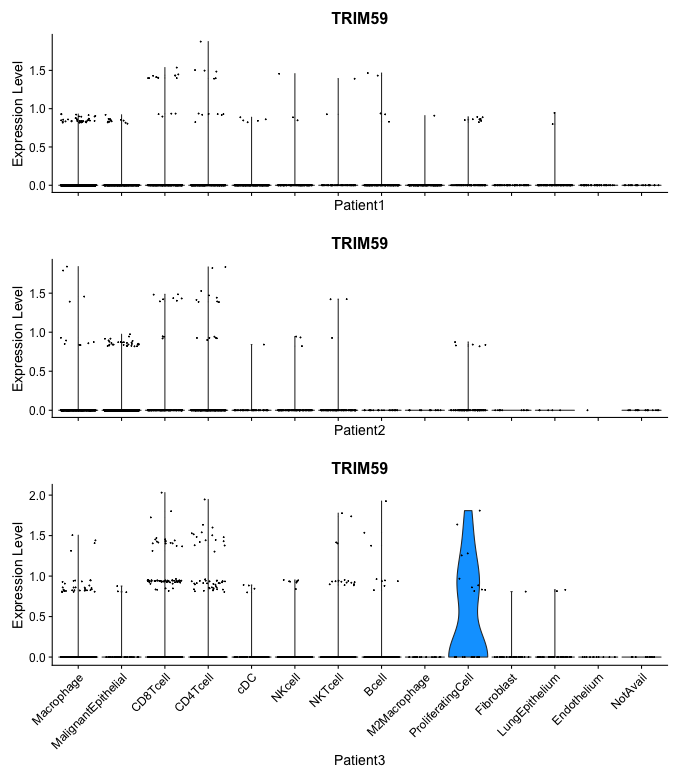 TRIM59
Expression Level
1.5
1.0
0.5
0.0
Patient1
TRIM59
Expression Level
1.5
1.0
0.5
0.0
Patient2
TRIM59
Expression Level
2.0
1.5
1.0
0.5
0.0
Macrophage
MalignantEpithelial
CD8Tcell
CD4Tcell
cDC
NKcell
NKTcell
Bcell
M2Macrophage
ProliferatingCell
Fibroblast
LungEpithelium
Endothelium
NotAvail
Patient3